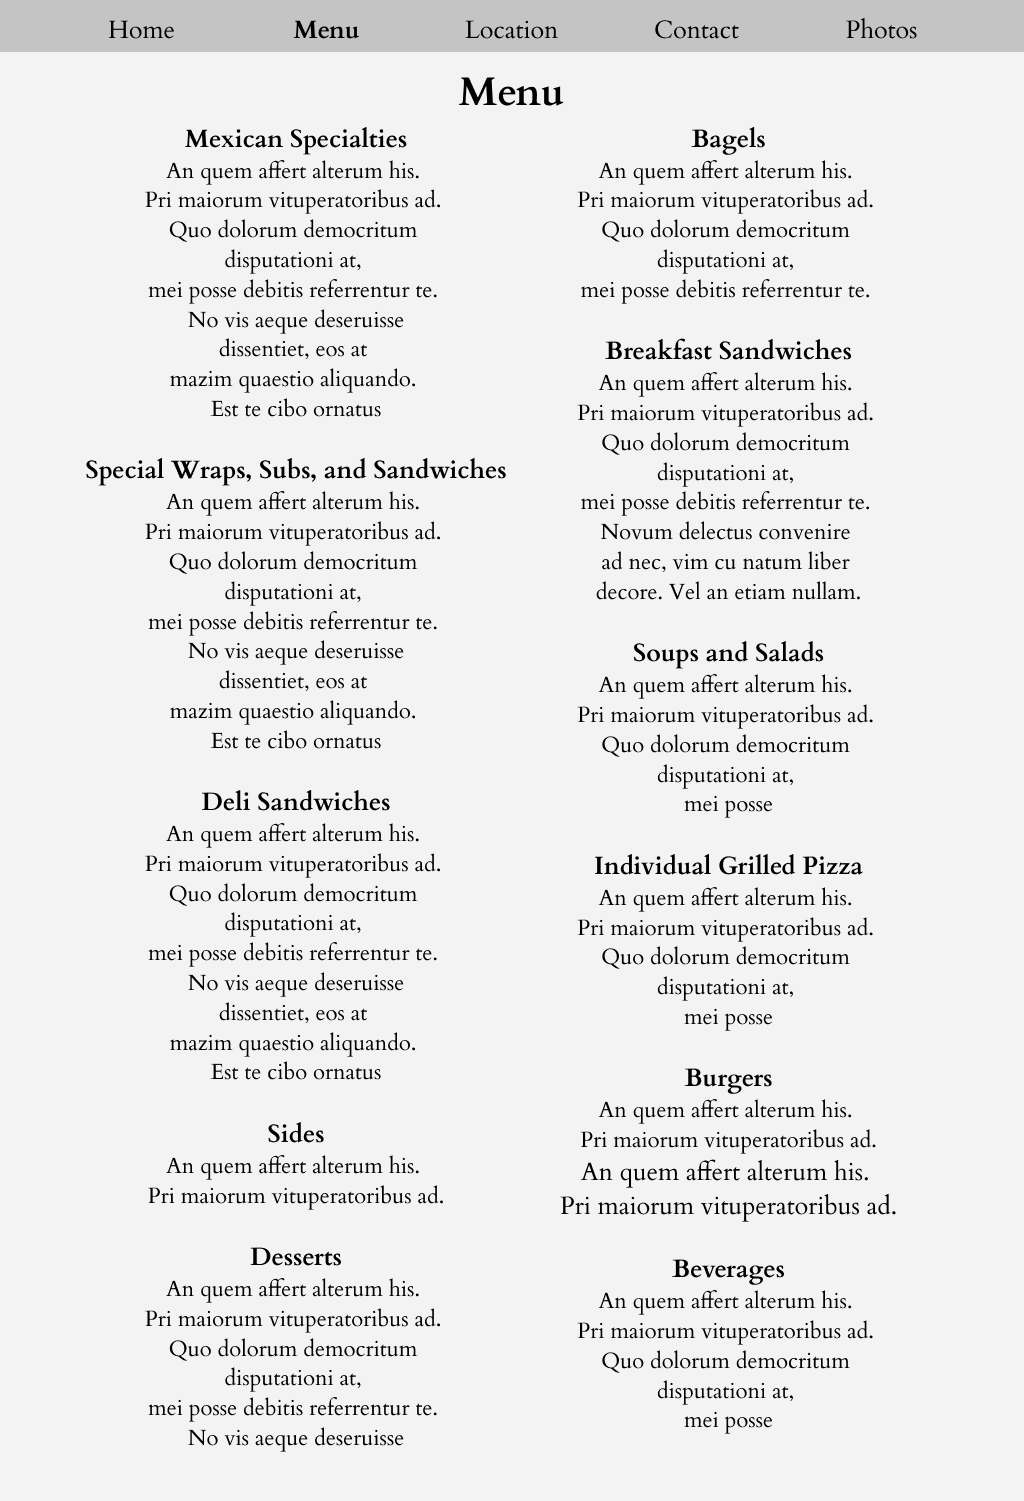 Home Menu Location Contact Photos
Menu
Mexican Specialties
An quem affert alterum his.
Pri maiorum vituperatoribus ad.
Quo dolorum democritum
disputationi at,
mei posse debitis referrentur te.
No vis aeque deseruisse
dissentiet, eos at
mazim quaestio aliquando.
Est te cibo ornatus
Special Wraps, Subs, and Sandwiches
An quem affert alterum his.
Pri maiorum vituperatoribus ad.
Quo dolorum democritum
disputationi at,
mei posse debitis referrentur te.
No vis aeque deseruisse
dissentiet, eos at
mazim quaestio aliquando.
Est te cibo ornatus
Deli Sandwiches
An quem affert alterum his.
Pri maiorum vituperatoribus ad.
Quo dolorum democritum
disputationi at,
mei posse debitis referrentur te.
No vis aeque deseruisse
dissentiet, eos at
mazim quaestio aliquando.
Est te cibo ornatus
Sides
An quem affert alterum his.
Pri maiorum vituperatoribus ad.
Desserts
An quem affert alterum his.
Pri maiorum vituperatoribus ad.
Quo dolorum democritum
disputationi at,
mei posse debitis referrentur te.
No vis aeque deseruisse
Bagels
An quem affert alterum his.
Pri maiorum vituperatoribus ad.
Quo dolorum democritum
disputationi at,
mei posse debitis referrentur te.
Breakfast Sandwiches
An quem affert alterum his.
Pri maiorum vituperatoribus ad.
Quo dolorum democritum
disputationi at,
mei posse debitis referrentur te.
Novum delectus convenire
ad nec, vim cu natum liber
decore. Vel an etiam nullam.
Soups and Salads
An quem affert alterum his.
Pri maiorum vituperatoribus ad.
Quo dolorum democritum
disputationi at,
mei posse
Individual Grilled Pizza
An quem affert alterum his.
Pri maiorum vituperatoribus ad.
Quo dolorum democritum
disputationi at,
mei posse
Burgers
An quem affert alterum his.
Pri maiorum vituperatoribus ad.
An quem affert alterum his.
Pri maiorum vituperatoribus ad.
Beverages
An quem affert alterum his.
Pri maiorum vituperatoribus ad.
Quo dolorum democritum
disputationi at,
mei posse